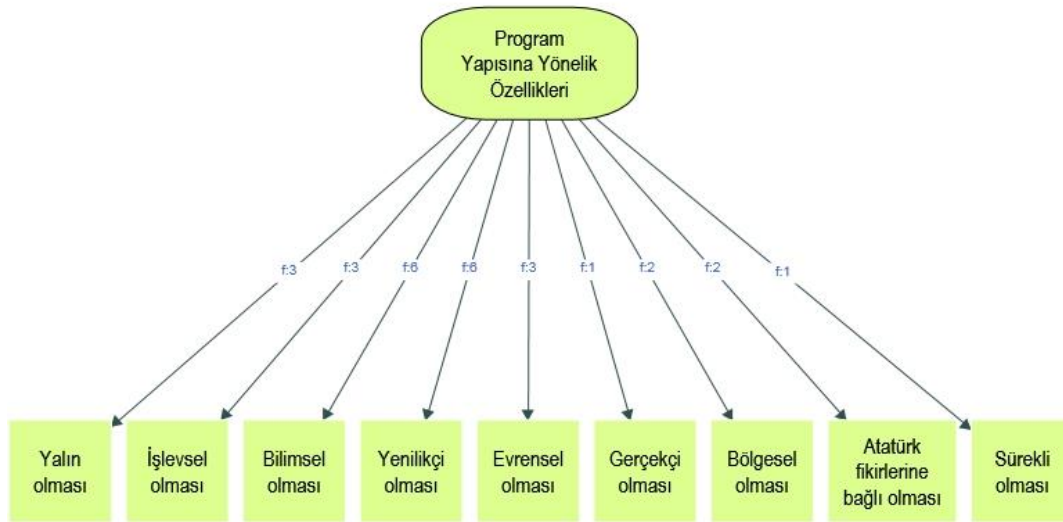 Program
Yapısına Yönelik
Özellikleri
f:3
f:3
f:6
f:6
f:3
f:1
f:2
f:2
f:1
Yalın
olması
İşlevsel
olması
Bilimsel
olması
Yenilikçi
olması
Evrensel
olması
Gerçekçi
olması
Bölgesel
olması
Atatürk
fikirlerine
bağlı olması
Sürekli
olması